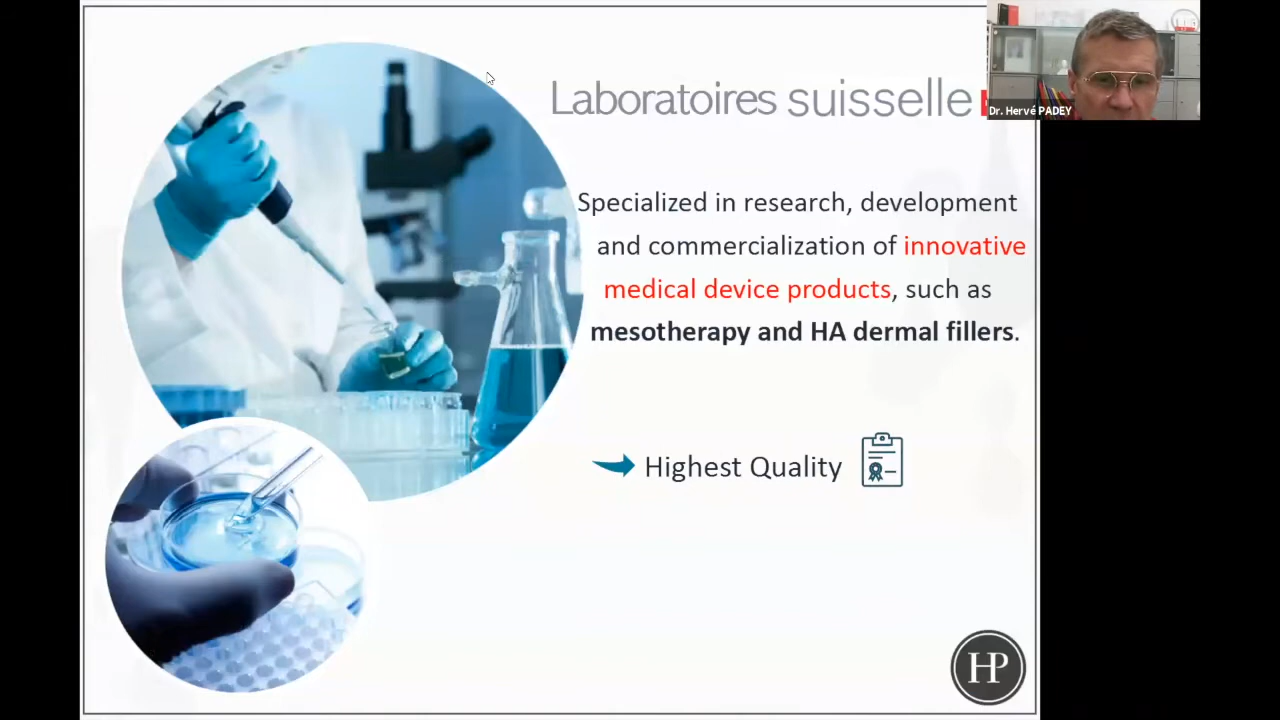 Laboratoires suisselle
Dr. Hervé PADEY
Specialized in research, development
and commercialization of innovative
medical device products, such as
mesotherapy and HA dermal fillers.
Highest Quality
HP